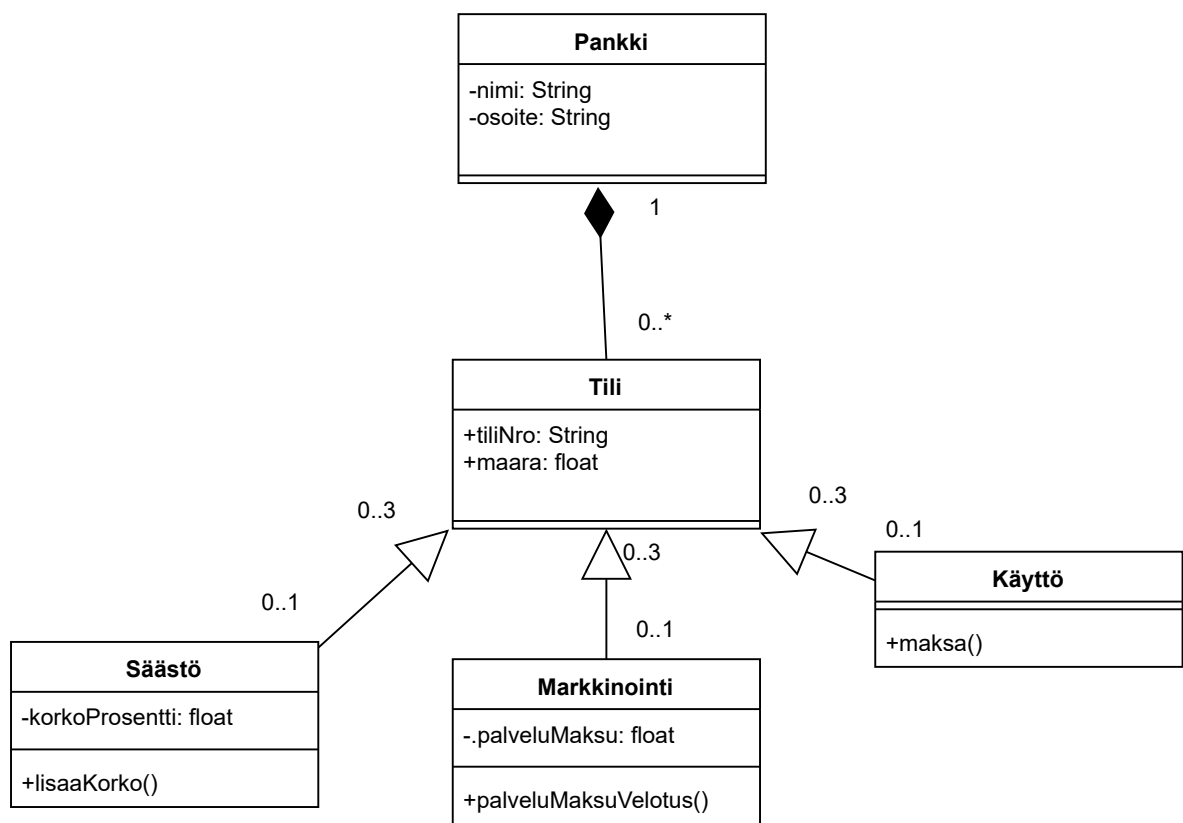 Pankki
-nimi: String
-osoite: String
1
0..*
Tili
+tiliNro: String
+maara: float
0..3
0..3
0..3
0..1
0..1
0..1
Käyttö
+maksa()
Säästö
-korkoProsentti: float
+lisaaKorko()
Markkinointi
-.palveluMaksu: float
+palveluMaksuVelotus()